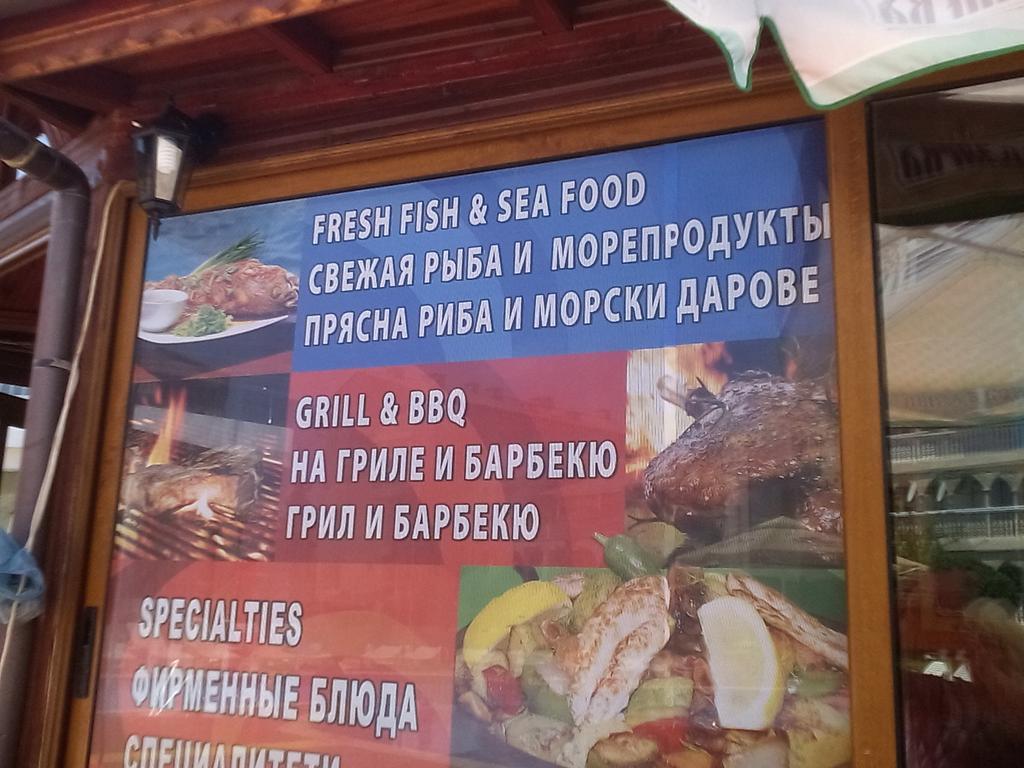 FRESH FISH & SEA FOOD
СВЕЖАЯ РЫБА И МОРЕПРОДУКТЫ
ПРЯСНА РИБА И МОРСКИ ДАРОВЕ
GRILL & BBQ
НА ГРИЛЕ И БАРБЕКЮ
ГРИЛ И БАРБЕКЮ
SPECIALTIES
ФИРМЕННЫЕ БЛЮДА
СПЕЦИАЛИТЕТИ